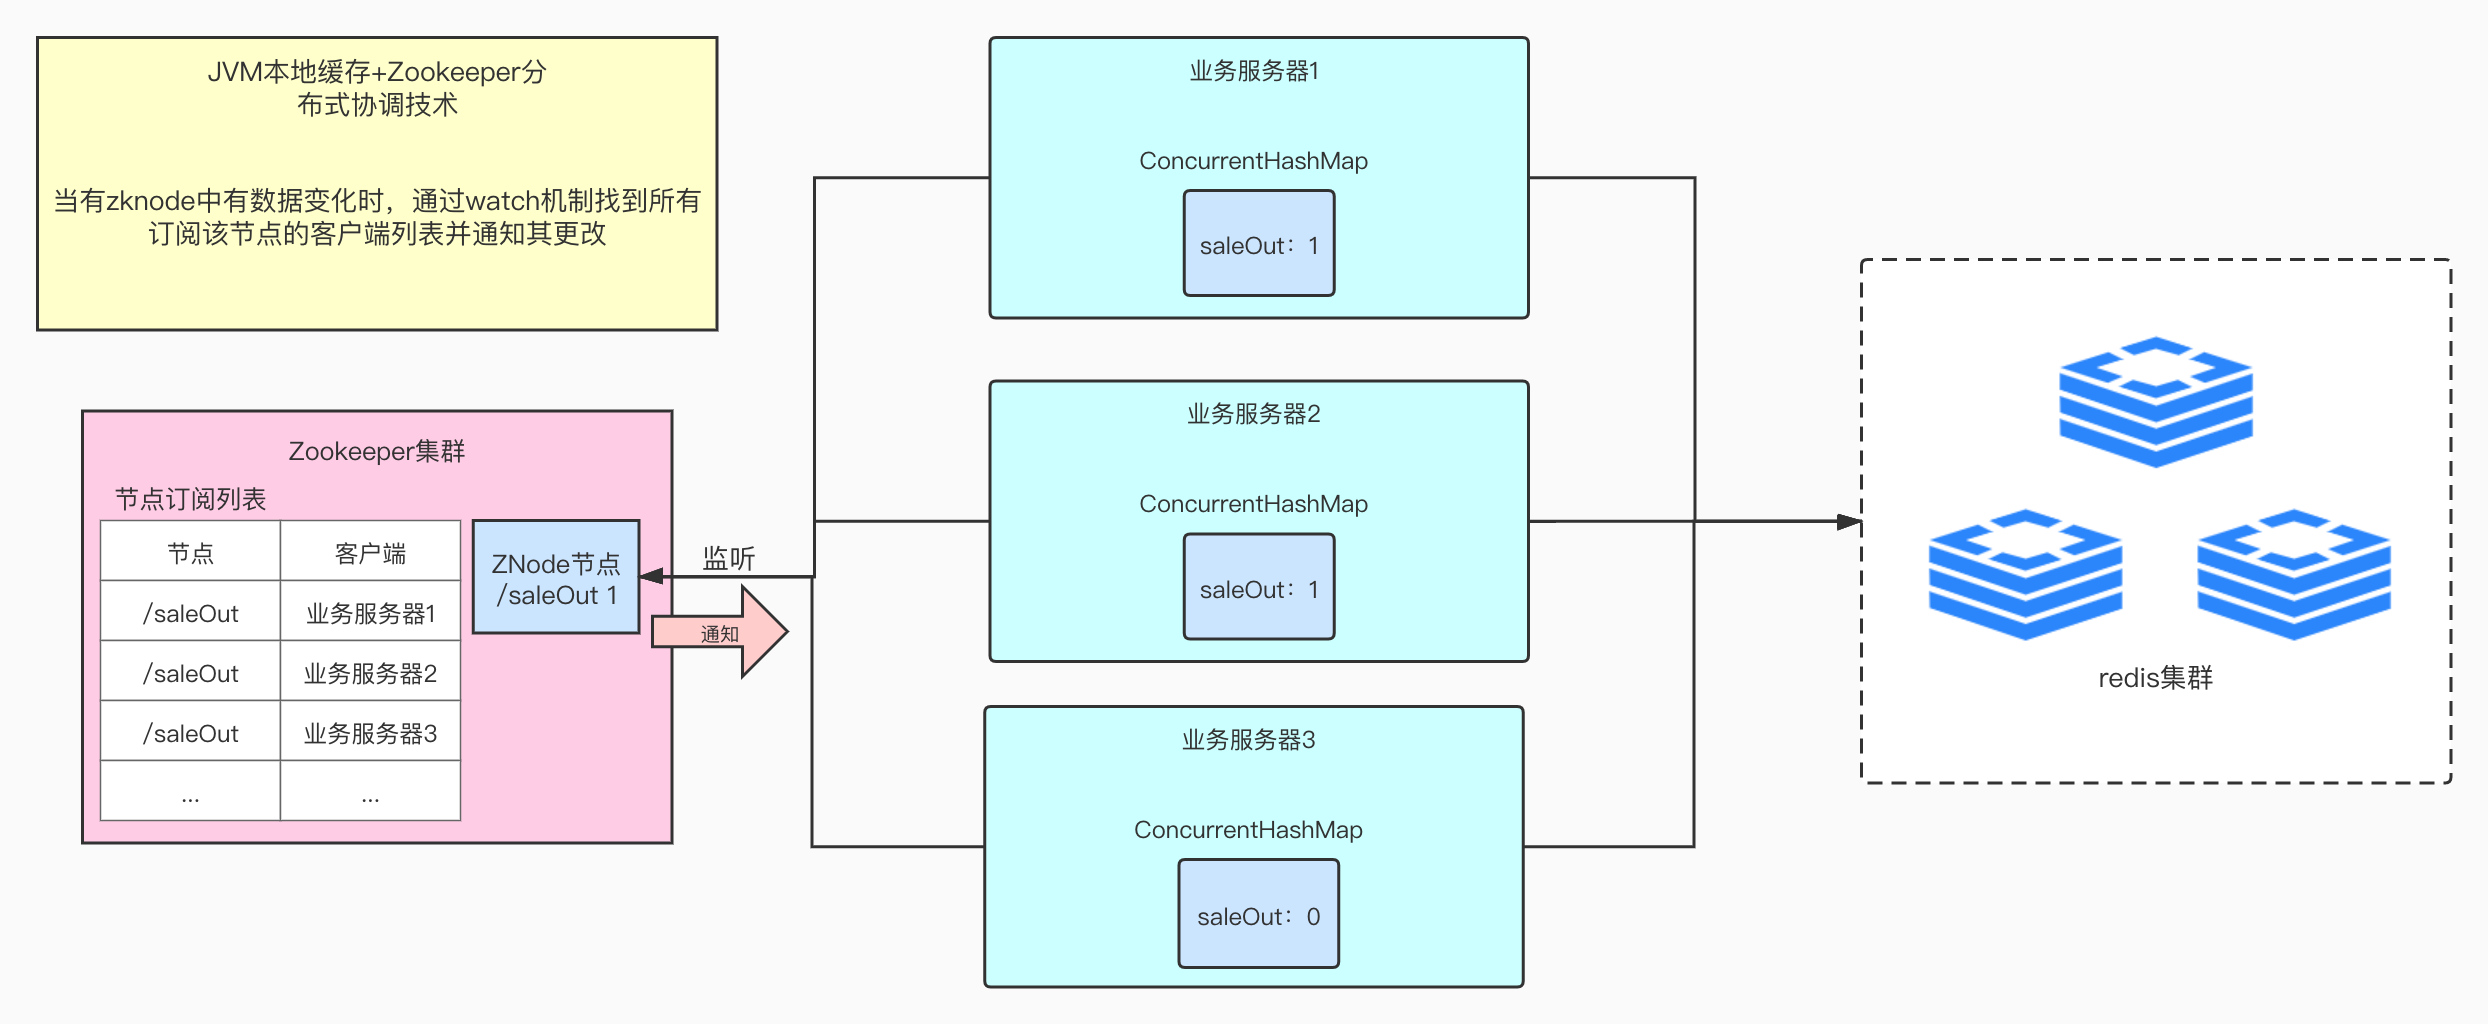 JVM本地缓存+Zookeeper分
布式协调技术
当有zknode中有数据变化时，通过watch机制找到所有
订阅该节点的客户端列表并通知其更改
Zookeeper集群
节点订阅列表
节点 客户端
/saleOut 业务服务器1
/saleOut 业务服务器2
/saleOut 业务服务器3
... ...
ZNode节点
/saleOut 1
监听
通知
业务服务器1
ConcurrentHashMap
saleOut：1
业务服务器2
ConcurrentHashMap
saleOut：1
业务服务器3
ConcurrentHashMap
saleOut：0
redis集群